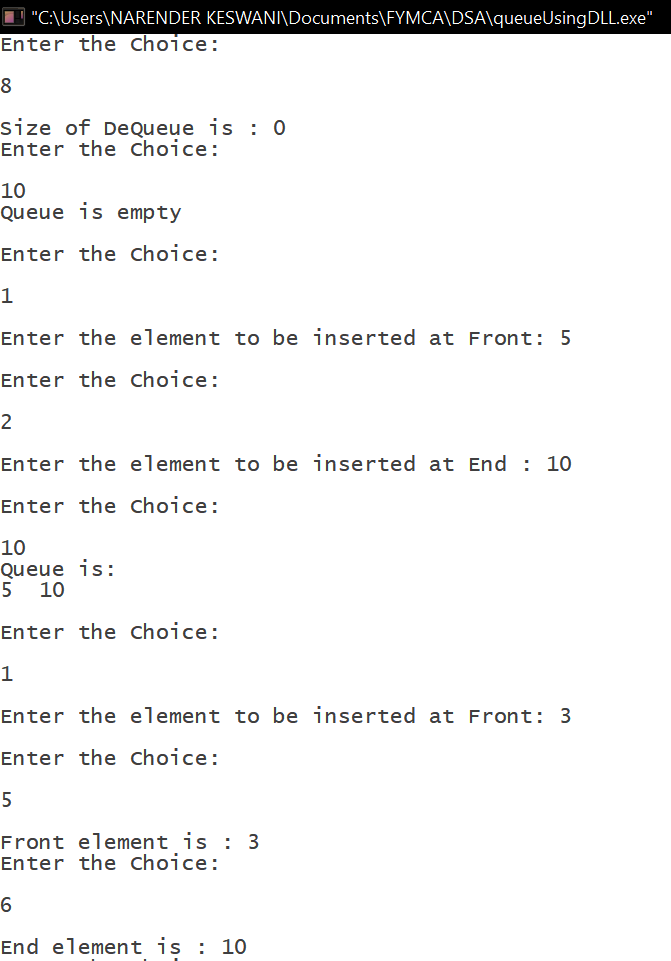 "C:\Users\NARENDER KESWANI\Documents\FYMCA\DSA\queueUsingDLL.exe"
Enter the Choice:
8
Size of DeQueue is : 0
Enter the Choice:
10
Queue is empty
Enter the Choice:
1
Enter the element to be inserted at Front: 5
Enter the Choice:
2
Enter the element to be inserted at End : 10
Enter the Choice:
10
Queue is:
5  10
Enter the Choice:
1
Enter the element to be inserted at Front: 3
Enter the Choice:
5
Front element is : 3
Enter the Choice:
6
End element is : 10